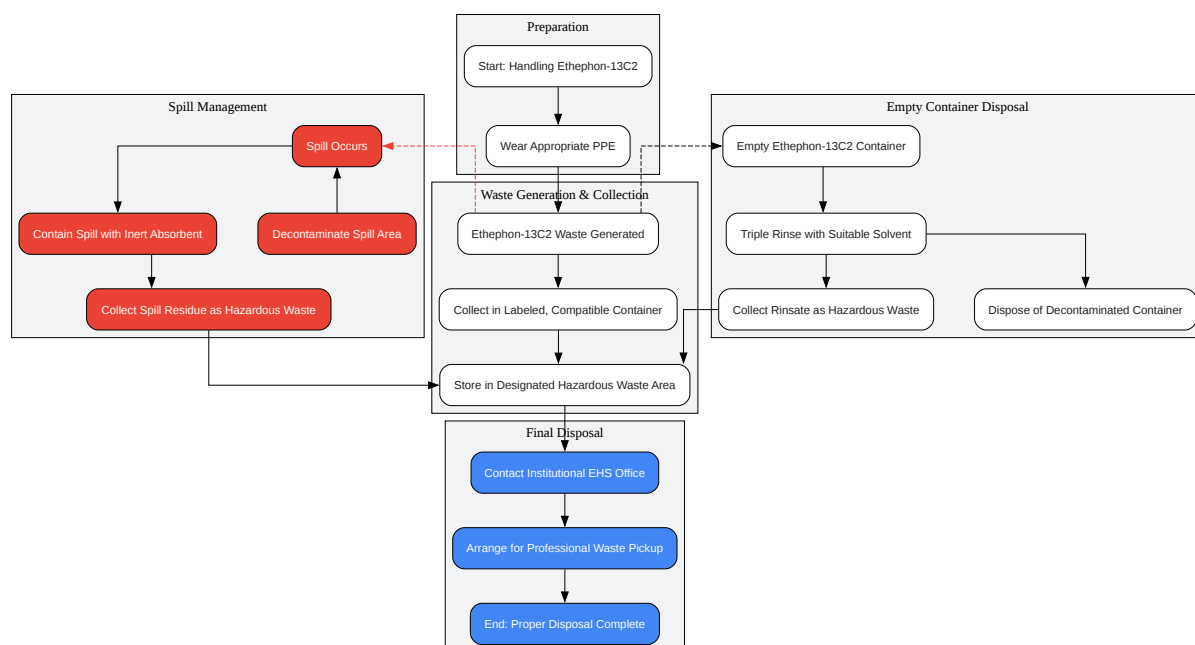 Preparation
Start: Handling Ethephon-13C2
Wear Appropriate PPE
Spill Management
Spill Occurs
Contain Spill with Inert Absorbent
Decontaminate Spill Area
Collect Spill Residue as Hazardous Waste
Waste Generation & Collection
Ethephon-13C2 Waste Generated
Collect in Labeled, Compatible Container
Store in Designated Hazardous Waste Area
Empty Container Disposal
Empty Ethephon-13C2 Container
Triple Rinse with Suitable Solvent
Collect Rinsate as Hazardous Waste
Dispose of Decontaminated Container
Final Disposal
Contact Institutional EHS Office
Arrange for Professional Waste Pickup
End: Proper Disposal Complete